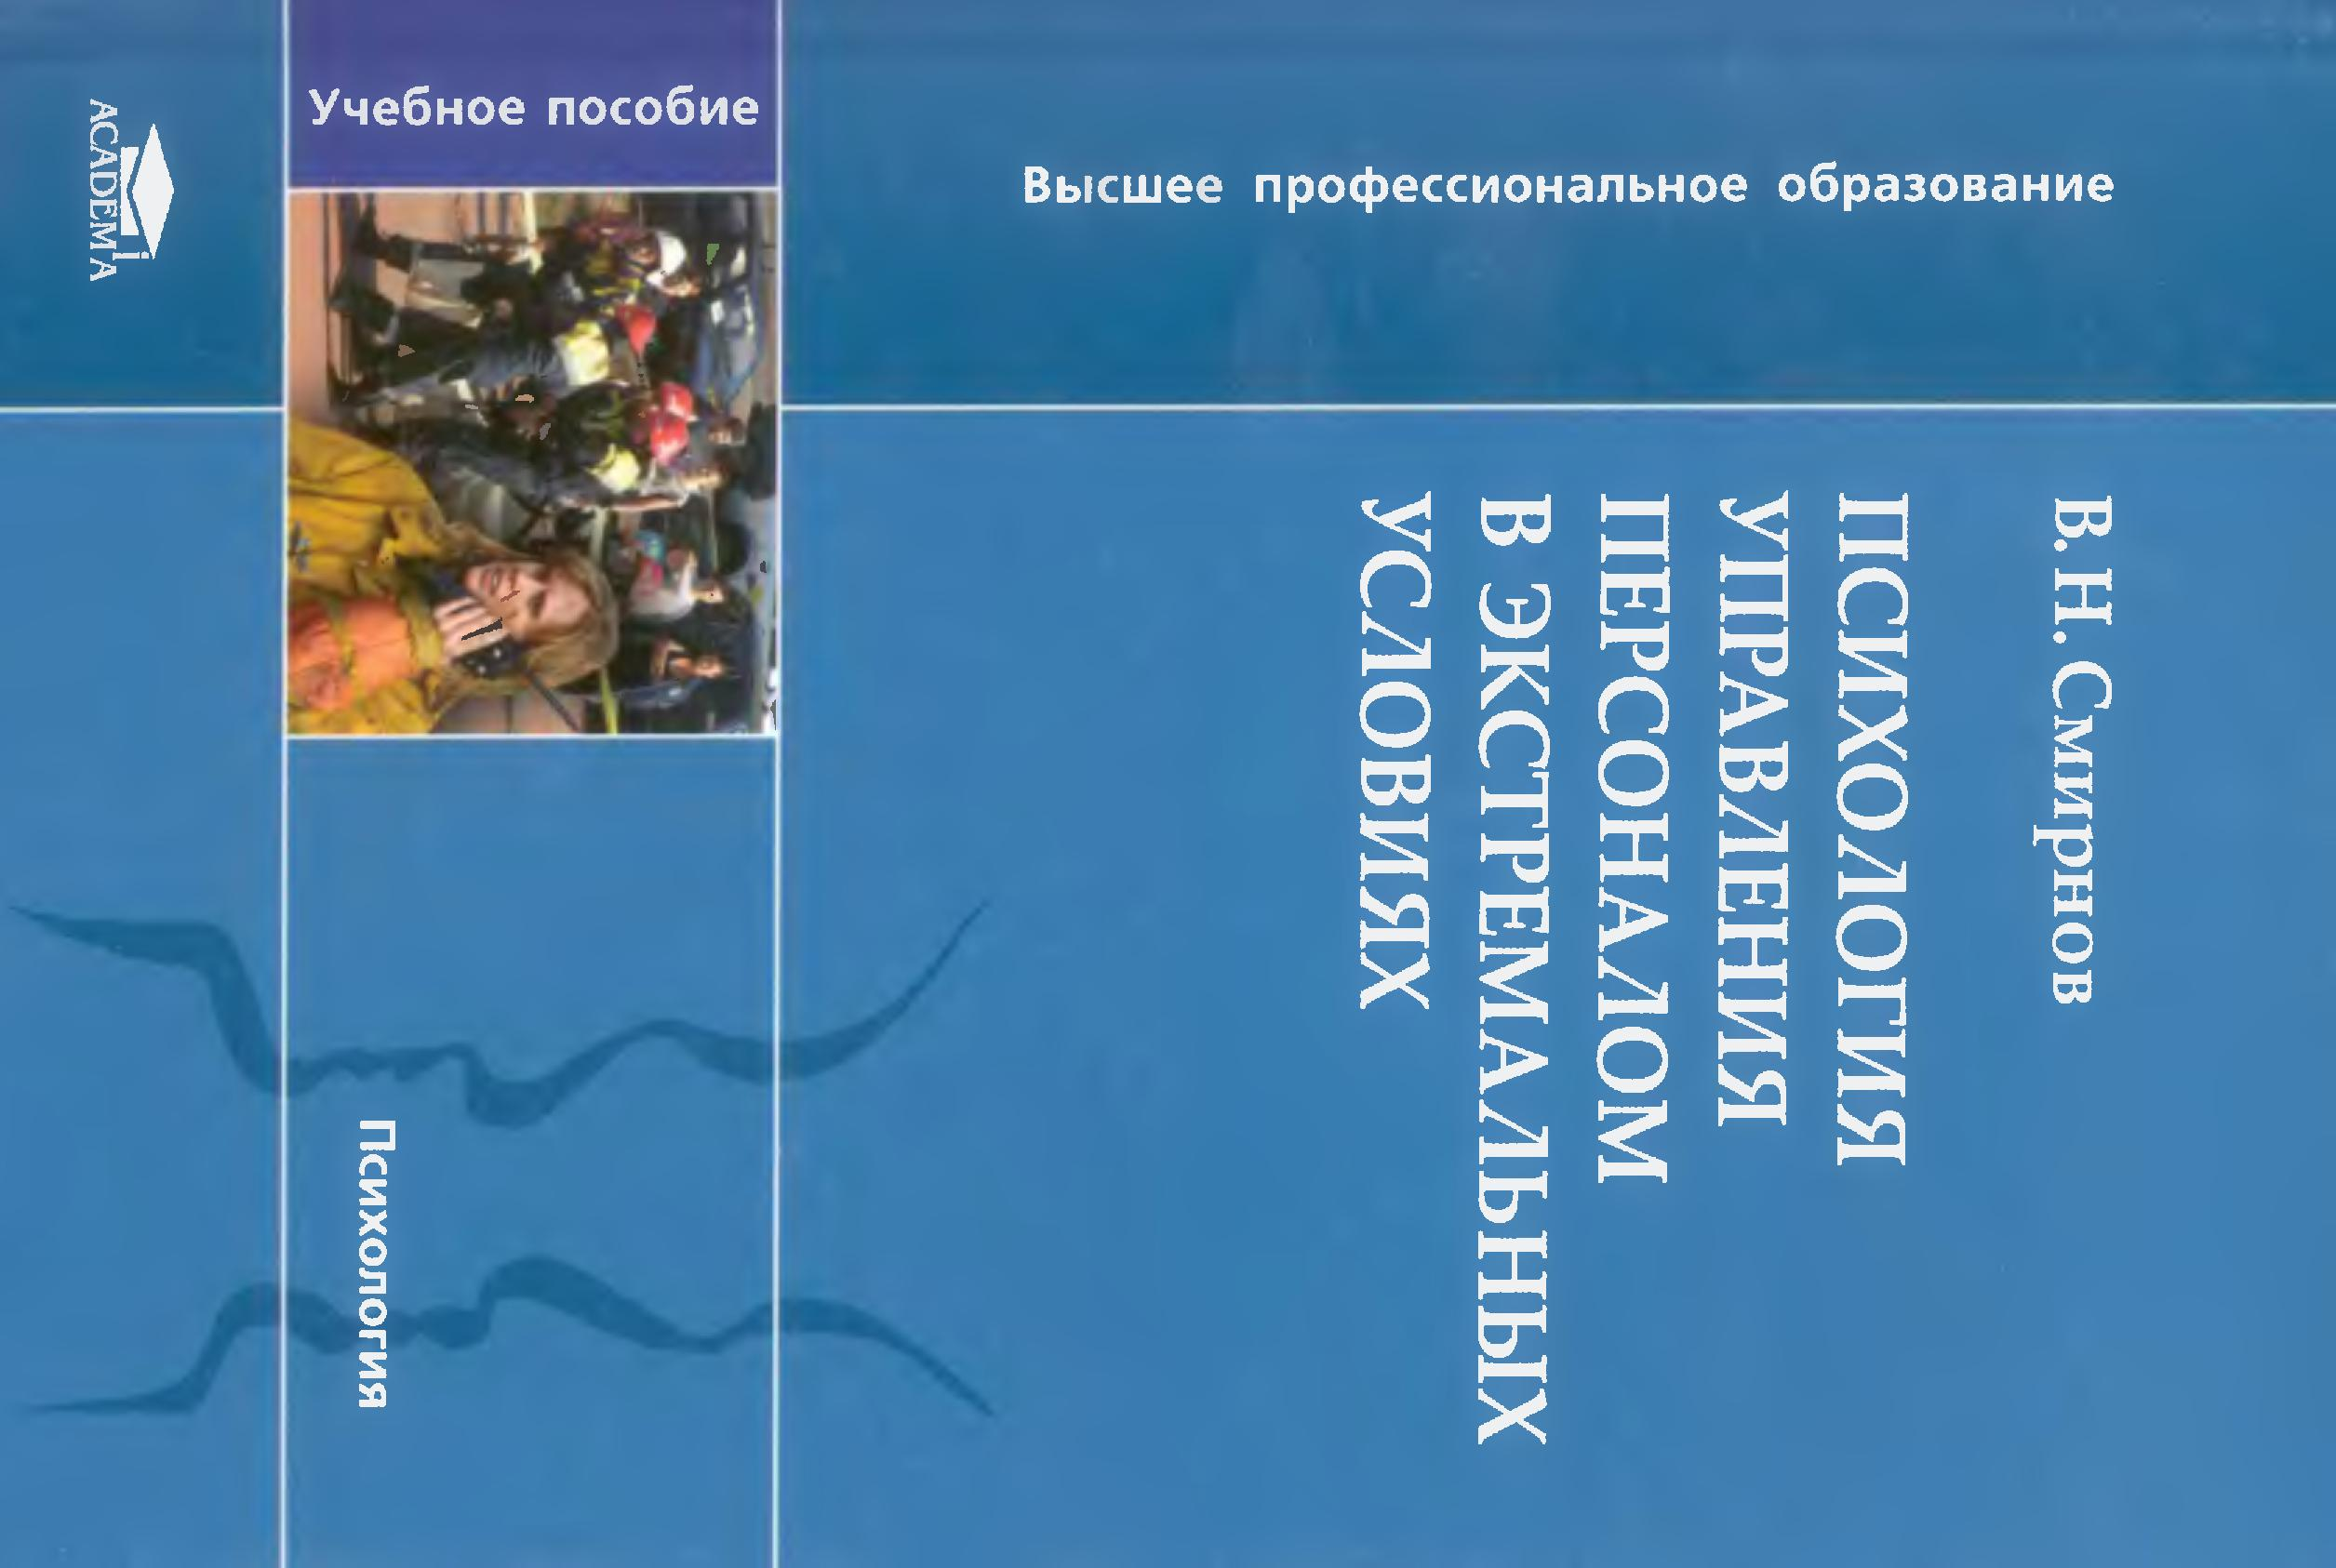 Высшее профессиональное образование
В. Н. Смирнов
ПСИХОЛОГИЯ
УПРАВЛЕНИЯ
ПЕРСОНАЛОМ
В ЭКСТРЕМАЛЬНЫХ
УСЛОВИЯХ
Учебное пособие
Психология
ACADEMA